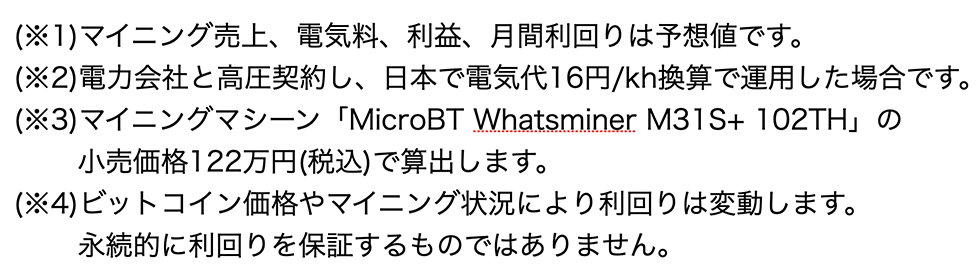 (※1)マイニング売上、電気料、利益、月間利回りは予想値です。
(※2)電力会社と高圧契約し、日本で電気代16円/kh換算で運用した場合です。
(※3)マイニングマシーン「MicroBT Whatsminer M31S+ 102TH」の
小売価格122万円(税込)で算出します。
(※4)ビットコイン価格やマイニング状況により利回りは変動します。
永続的に利回りを保証するものではありません。